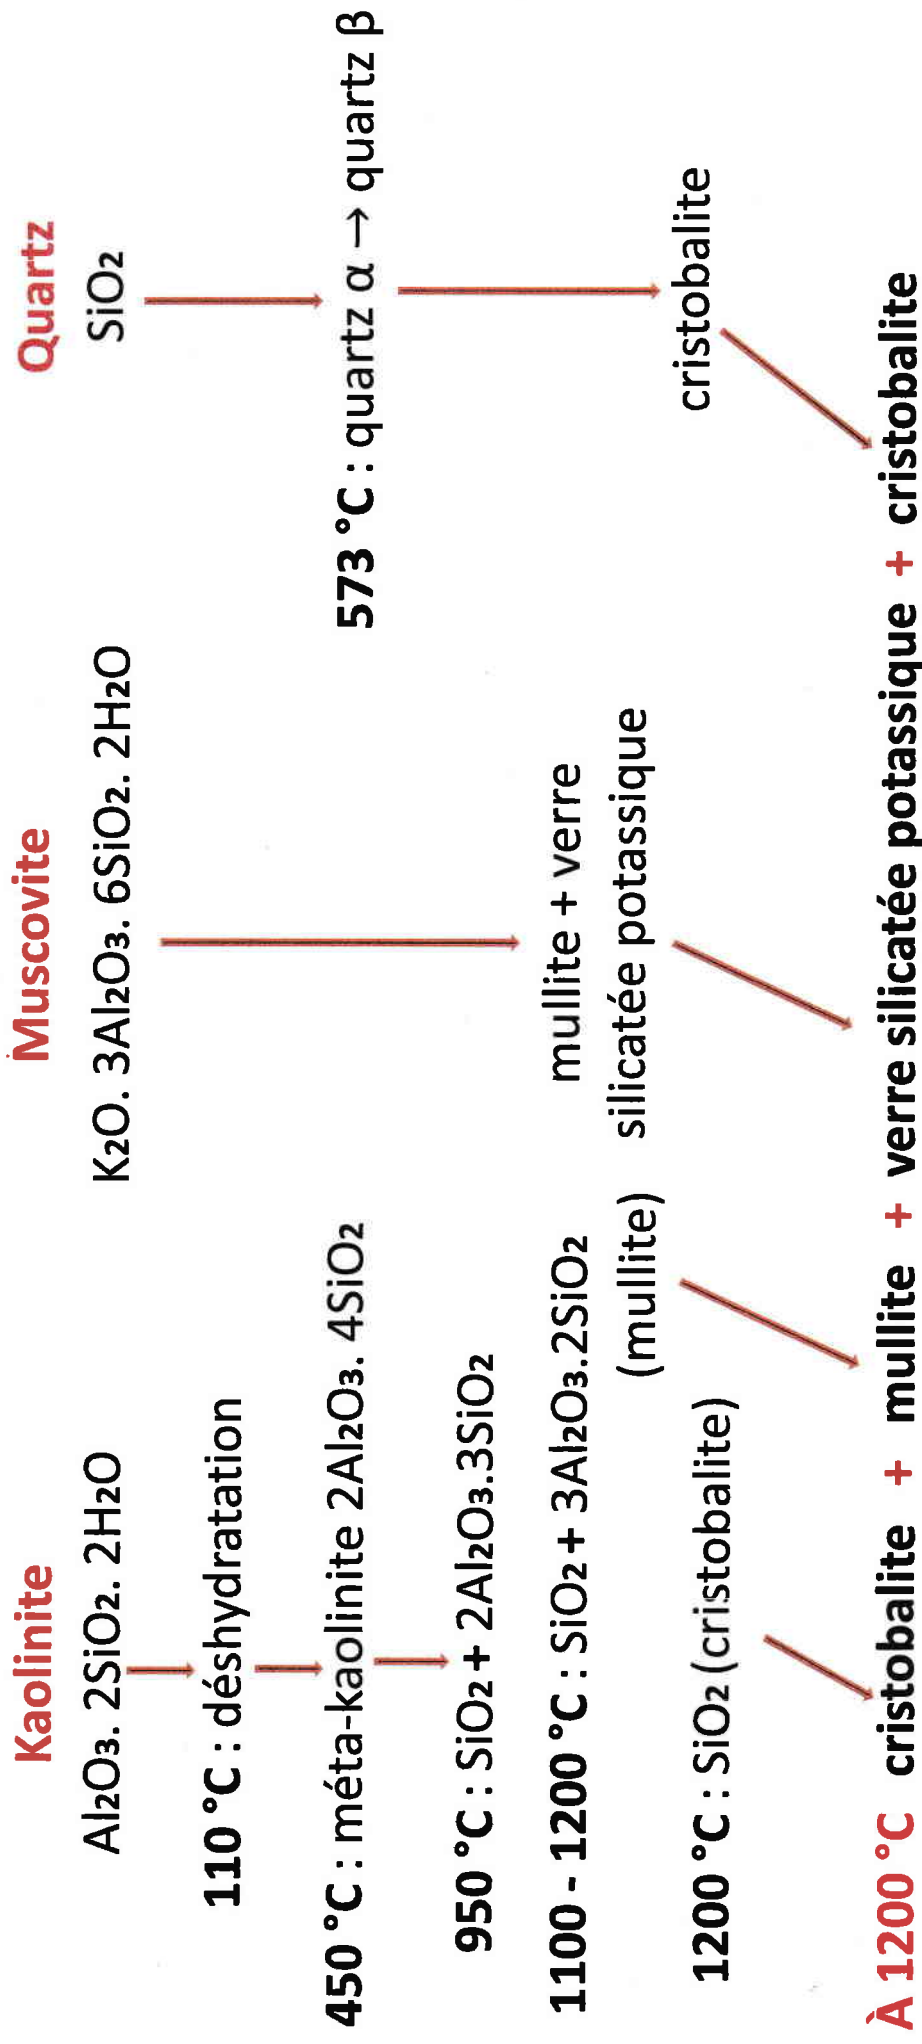 Kaolinite
Al₂O₃. 2SiO₂. 2H₂O
110 °C : déshydratation
450 °C : méta-kaolinite 2Al₂O₃. 4SiO₂
950 °C : SiO₂ + 2Al₂O₃.3SiO₂
1100 - 1200 °C : SiO₂ + 3Al₂O₃.2SiO₂
(mullite)
1200 °C : SiO₂ (cristobalite)
Muscovite
K₂O. 3Al₂O₃. 6SiO₂. 2H₂O
mullite + verre
silicatée potassique
Quartz
SiO₂
573 °C : quartz α → quartz β
cristobalite
À 1200 °C cristobalite + mullite + verre silicatée potassique + cristobalite